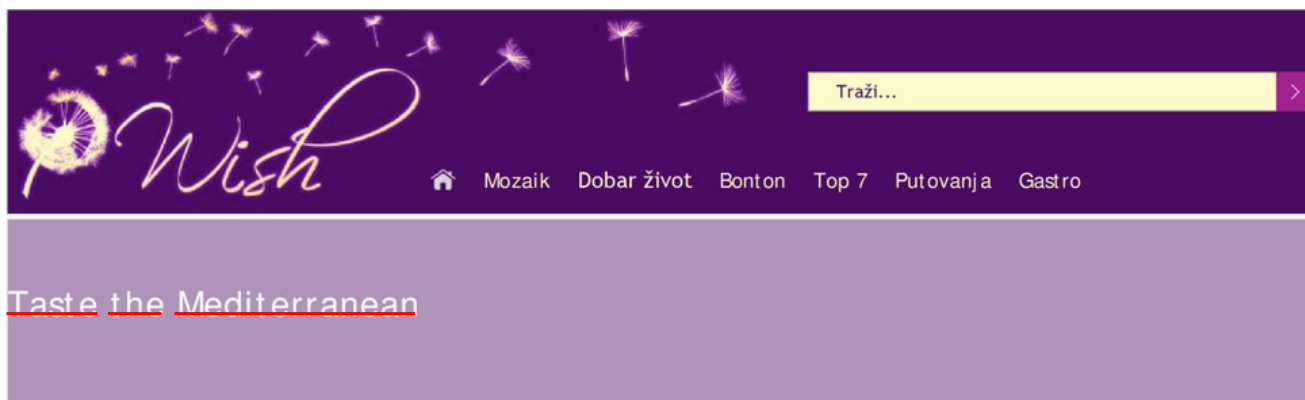 Wish
Traži...
Mozaik Dobar život Bonton Top 7 Putovanja Gastro
Taste the Mediterranean